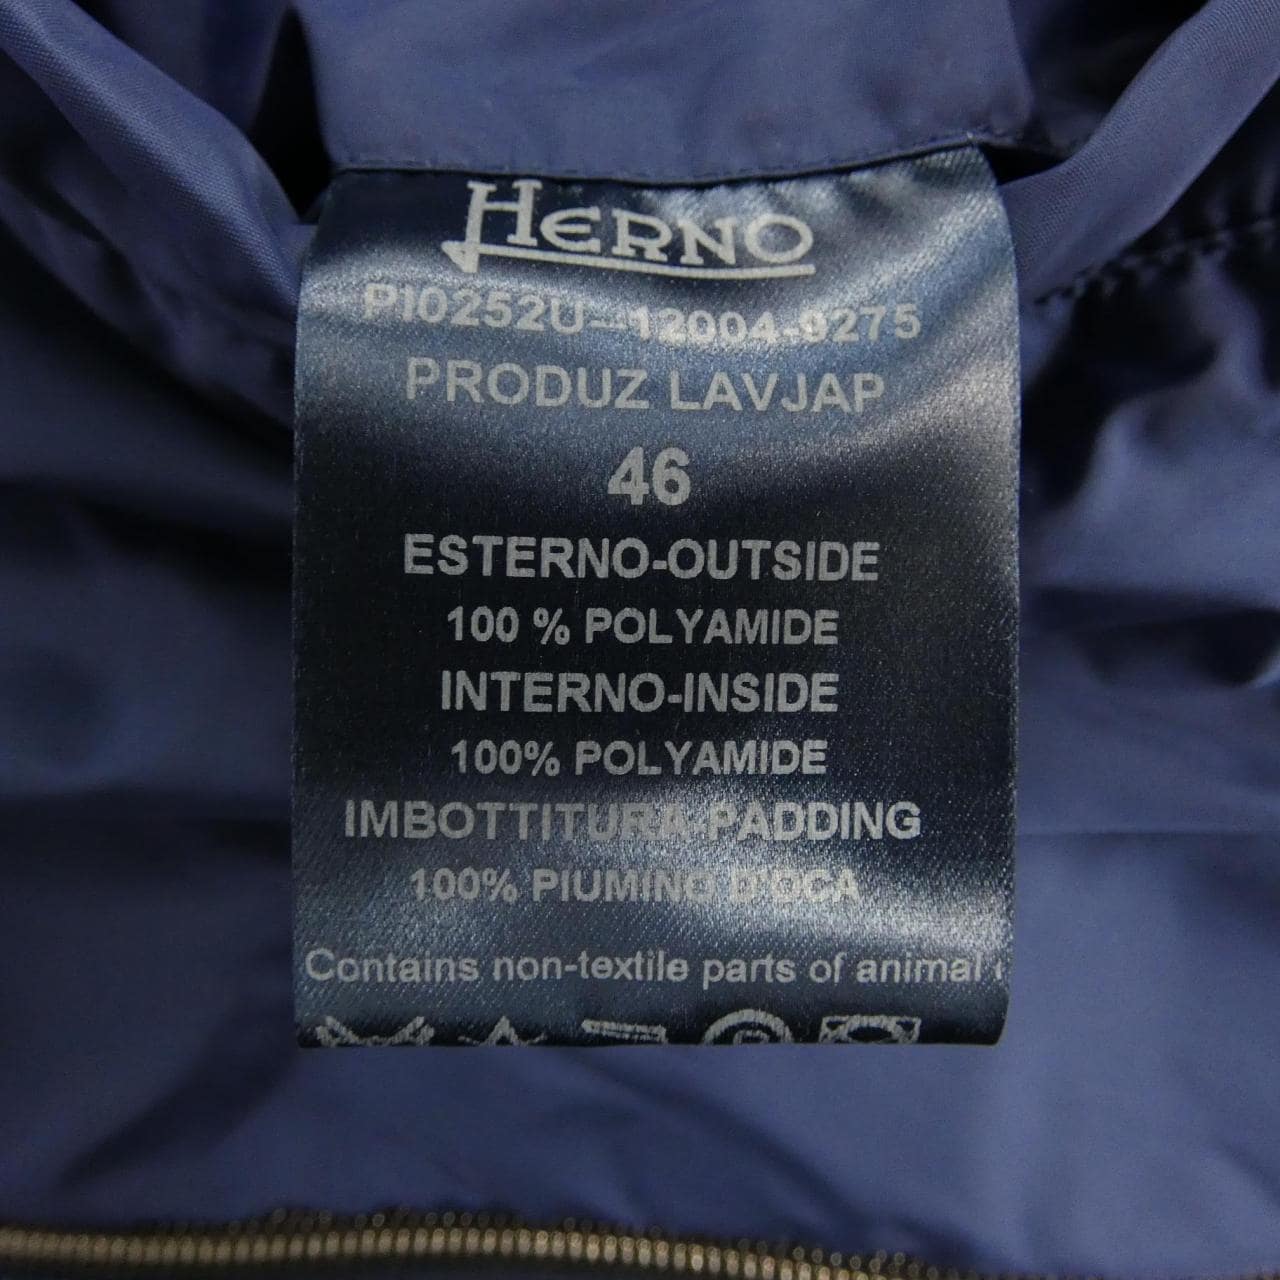 HERNO
PI0252U-12004-9275
PRODUZ LAVJAP
46
ESTERNO-OUTSIDE
100 % POLYAMIDE
INTERNO-INSIDE
100% POLYAMIDE
IMBOTTITURA-PADDING
100% PIUMINO D'OCA
Contains non-textile parts of animal